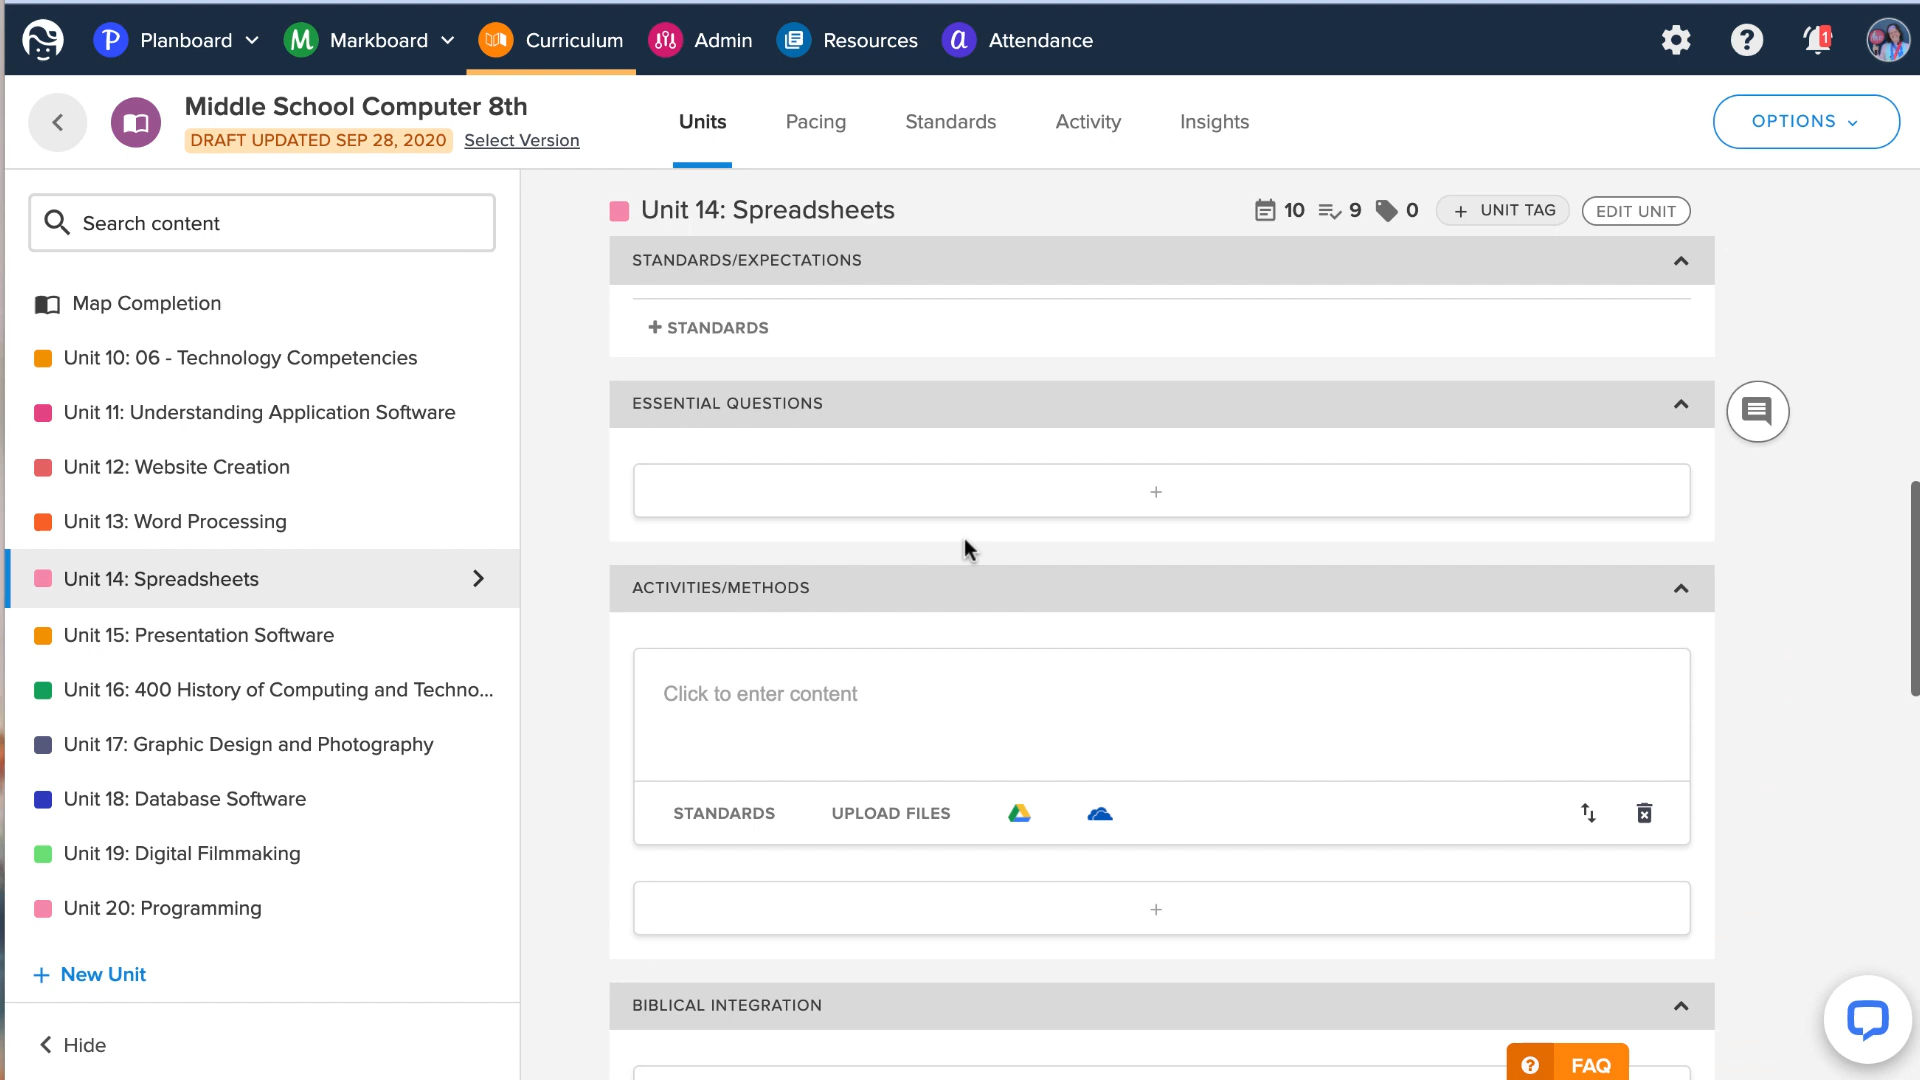 Planboard
Markboard
Curriculum
Admin
Resources
Attendance
1
Middle School Computer 8th
DRAFT UPDATED SEP 28, 2020 Select Version
Units
Pacing
Standards
Activity
Insights
OPTIONS
Search content
Map Completion
Unit 10: 06 - Technology Competencies
Unit 11: Understanding Application Software
Unit 12: Website Creation
Unit 13: Word Processing
Unit 14: Spreadsheets
Unit 15: Presentation Software
Unit 16: 400 History of Computing and Techno...
Unit 17: Graphic Design and Photography
Unit 18: Database Software
Unit 19: Digital Filmmaking
Unit 20: Programming
+ New Unit
Hide
Unit 14: Spreadsheets
10 9 0
+ UNIT TAG
EDIT UNIT
STANDARDS/EXPECTATIONS
+ STANDARDS
ESSENTIAL QUESTIONS
+
ACTIVITIES/METHODS
Click to enter content
STANDARDS UPLOAD FILES
+
BIBLICAL INTEGRATION
? FAQ